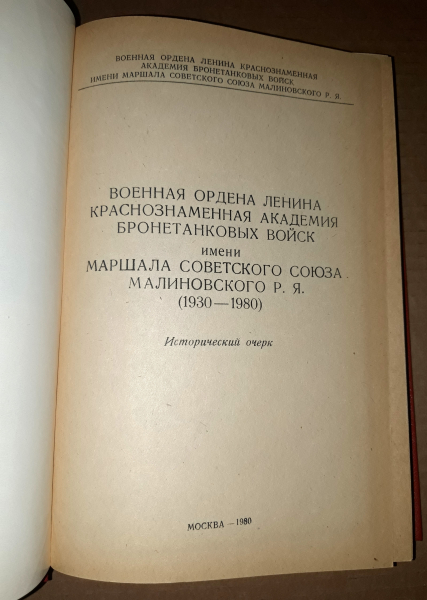 ВОЕННАЯ ОРДЕНА ЛЕНИНА КРАСНОЗНАМЕННАЯ
АКАДЕМИЯ БРОНЕТАНКОВЫХ ВОЙСК
ИМЕНИ МАРШАЛА СОВЕТСКОГО СОЮЗА МАЛИНОВСКОГО Р. Я.
ВОЕННАЯ ОРДЕНА ЛЕНИНА
КРАСНОЗНАМЕННАЯ АКАДЕМИЯ
БРОНЕТАНКОВЫХ ВОЙСК
имени
МАРШАЛА СОВЕТСКОГО СОЮЗА
МАЛИНОВСКОГО Р. Я.
(1930—1980)
Исторический очерк
МОСКВА — 1980